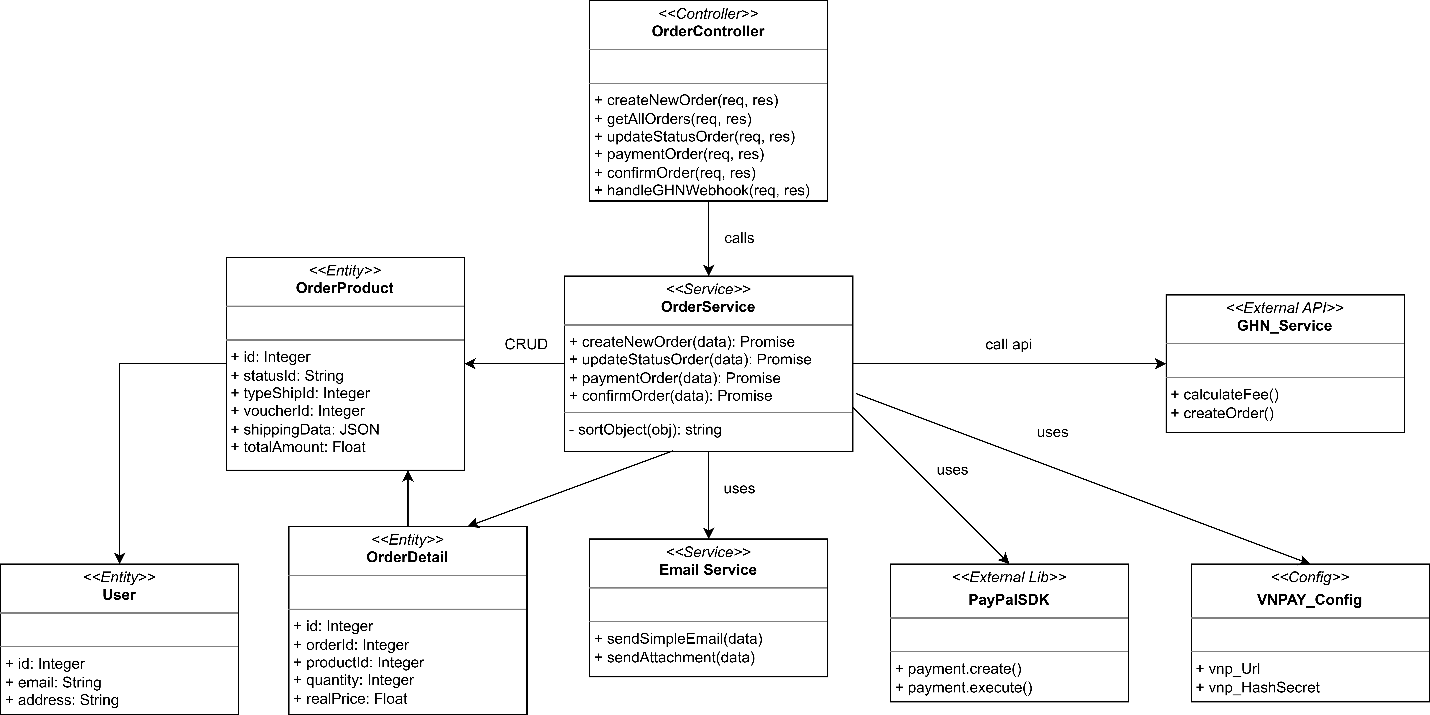 <<Controller>>
OrderController
+ createNewOrder(req, res)
+ getAllOrders(req, res)
+ updateStatusOrder(req, res)
+ paymentOrder(req, res)
+ confirmOrder(req, res)
+ handleGHNWebhook(req, res)
calls
<<Entity>>
OrderProduct
+ id: Integer
+ statusId: String
+ typeShipId: Integer
+ voucherId: Integer
+ shippingData: JSON
+ totalAmount: Float
CRUD
<<Service>>
OrderService
+ createNewOrder(data): Promise
+ updateStatusOrder(data): Promise
+ paymentOrder(data): Promise
+ confirmOrder(data): Promise
- sortObject(obj): string
call api
<<External API>>
GHN_Service
+ calculateFee()
+ createOrder()
uses
uses
uses
<<Entity>>
User
+ id: Integer
+ email: String
+ address: String
<<Entity>>
OrderDetail
+ id: Integer
+ orderId: Integer
+ productId: Integer
+ quantity: Integer
+ realPrice: Float
<<Service>>
Email Service
+ sendSimpleEmail(data)
+ sendAttachment(data)
<<External Lib>>
PayPalSDK
+ payment.create()
+ payment.execute()
<<Config>>
VNPAY_Config
+ vnp_Url
+ vnp_HashSecret